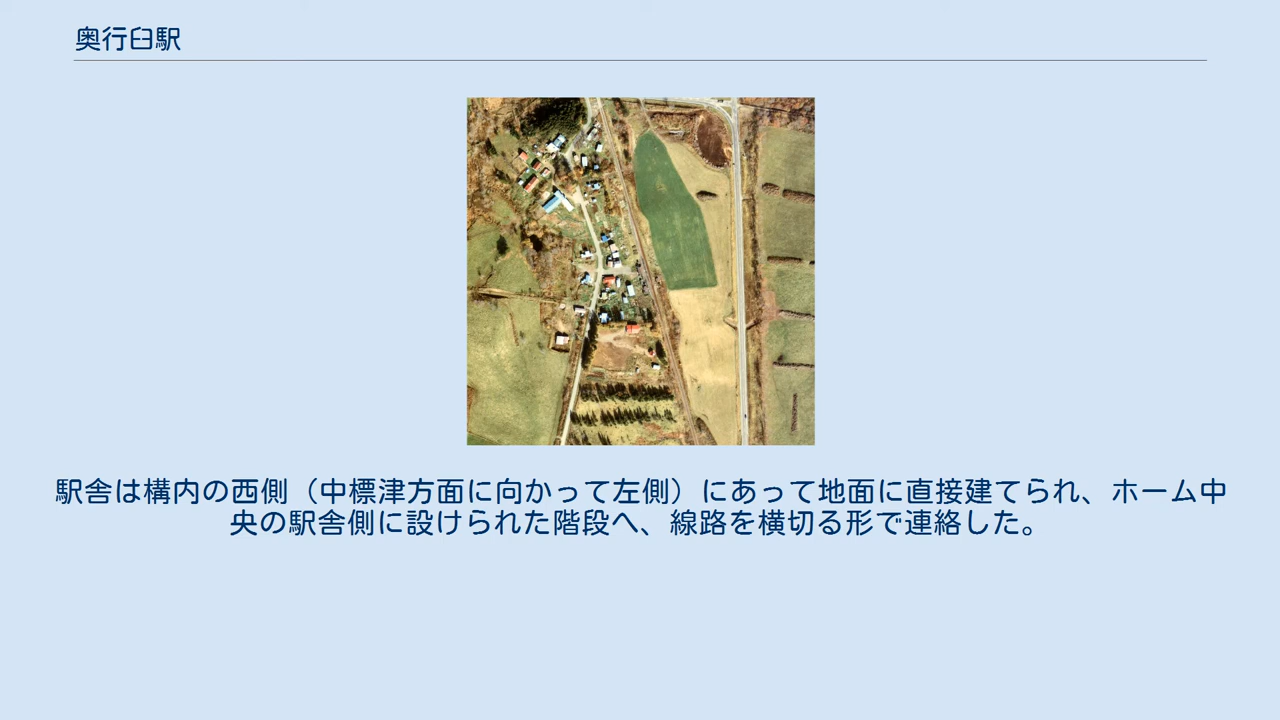 奥行臼駅
駅舎は構内の西側（中標津方面に向かって左側）にあって地面に直接建てられ、ホーム中
央の駅舎側に設けられた階段へ、線路を横切る形で連絡した。